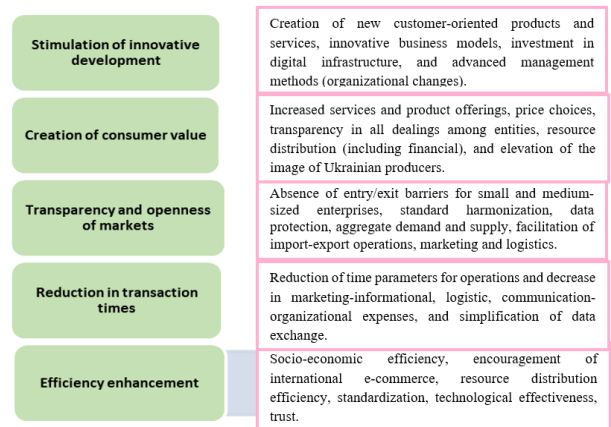 Stimulation of innovative
development
Creation of new customer-oriented products and
services, innovative business models, investment in
digital infrastructure, and advanced management
methods (organizational changes).
Creation of consumer value
Increased services and product offerings, price choices,
transparency in all dealings among entities, resource
distribution (including financial), and elevation of the
image of Ukrainian producers.
Transparency and openness
of markets
Absence of entry/exit barriers for small and medium-
sized enterprises, standard harmonization, data
protection, aggregate demand and supply, facilitation of
import-export operations, marketing and logistics.
Reduction in transaction
times
Reduction of time parameters for operations and decrease
in marketing-informational, logistic, communication-
organizational expenses, and simplification of data
exchange.
Efficiency enhancement
Socio-economic efficiency, encouragement of
international e-commerce, resource distribution
efficiency, standardization, technological effectiveness,
trust.